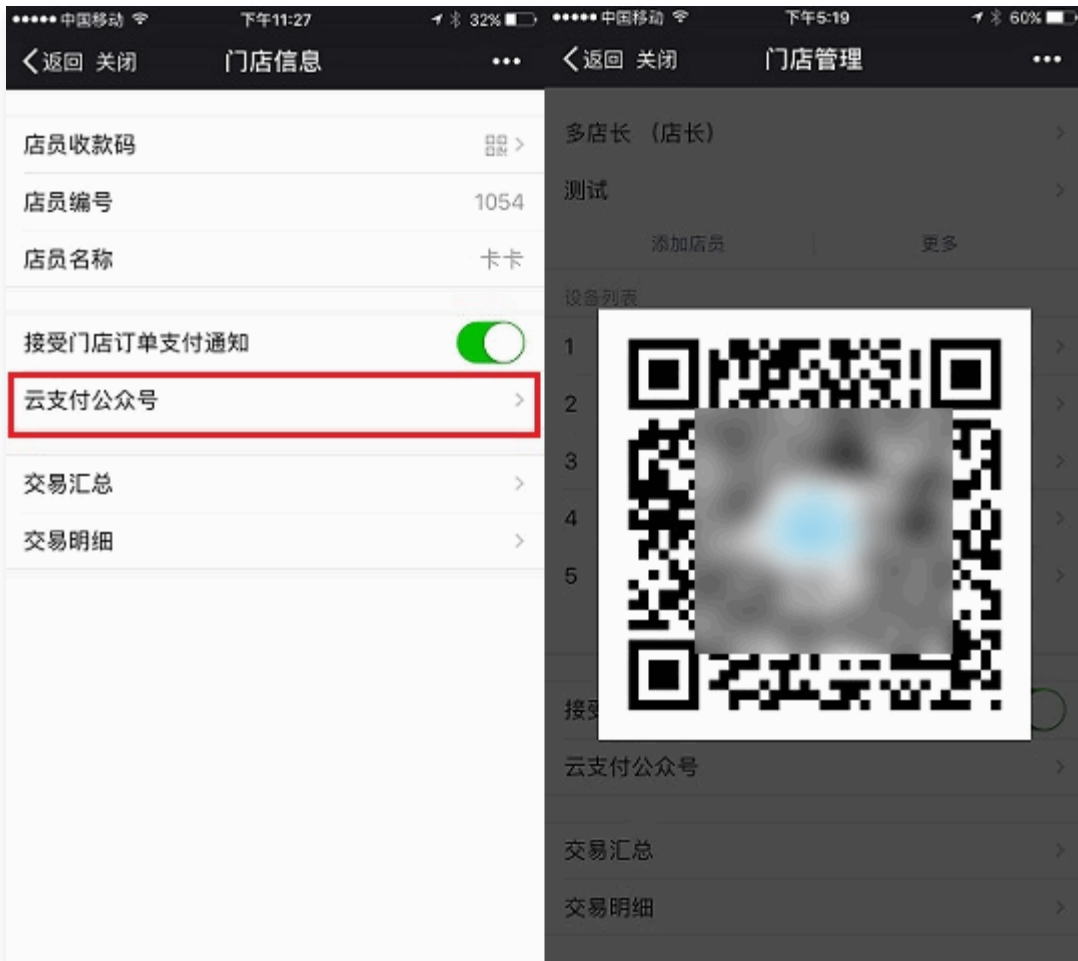 中国移动 下午11:27 32%
返回 关闭 门店信息
店员收款码
店员编号 1054
店员名称 卡卡
接受门店订单支付通知
云支付公众号
交易汇总
交易明细
中国移动 下午5:19 60%
返回 关闭 门店管理
多店长 （店长）
测试
添加店员 更多
设备列表
1
2
3
4
5
接受
云支付公众号
交易汇总
交易明细